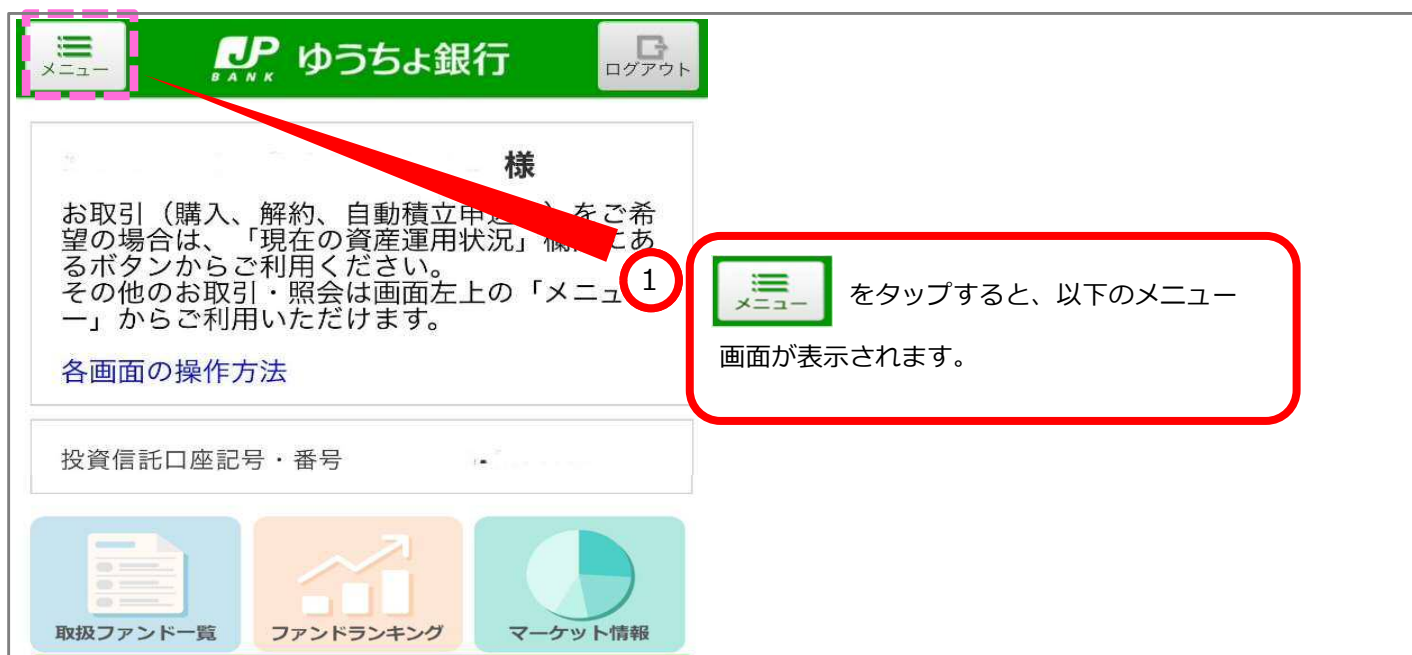 メニュー
JP BANK ゆうちょ銀行
ログアウト
様
お取引（購入、解約、自動積立申 ）をご希
望の場合は、「現在の資産運用状況」欄 にあ
るボタンからご利用ください。
その他のお取引・照会は画面左上の「メニュ
ー」からご利用いただけます。
各画面の操作方法
1
メニュー をタップすると、以下のメニュー
画面が表示されます。
投資信託口座記号・番号
取扱ファンド一覧
ファンドランキング
マーケット情報